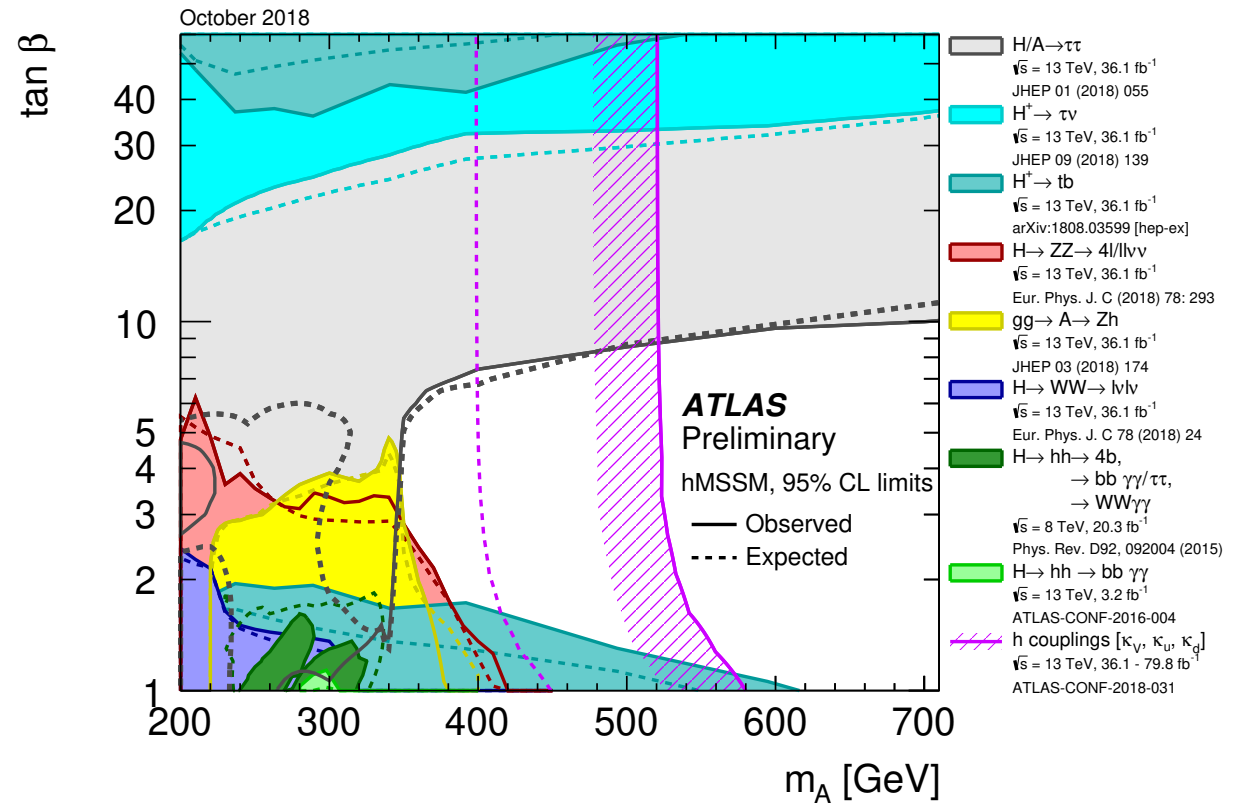 October 2018
tan β
40
30
20
10
5
4
3
2
1
200
300
400
500
600
700
m_A [GeV]
ATLAS
Preliminary
hMSSM, 95% CL limits
Observed
Expected
H/A→ττ
√s = 13 TeV, 36.1 fb⁻¹
JHEP 01 (2018) 055
H⁺→ τν
√s = 13 TeV, 36.1 fb⁻¹
JHEP 09 (2018) 139
H⁺→ tb
√s = 13 TeV, 36.1 fb⁻¹
arXiv:1808.03599 [hep-ex]
H→ ZZ→ 4l/llνν
√s = 13 TeV, 36.1 fb⁻¹
Eur. Phys. J. C (2018) 78: 293
gg→ A→ Zh
√s = 13 TeV, 36.1 fb⁻¹
JHEP 03 (2018) 174
H→ WW→ lνlν
√s = 13 TeV, 36.1 fb⁻¹
Eur. Phys. J. C 78 (2018) 24
H→ hh→ 4b,
→ bb γγ/ττ,
→ WWγγ
√s = 8 TeV, 20.3 fb⁻¹
Phys. Rev. D92, 092004 (2015)
H→ hh → bb γγ
√s = 13 TeV, 3.2 fb⁻¹
ATLAS-CONF-2016-004
h couplings [κ_V, κ_u, κ_d]
√s = 13 TeV, 36.1 - 79.8 fb⁻¹
ATLAS-CONF-2018-031